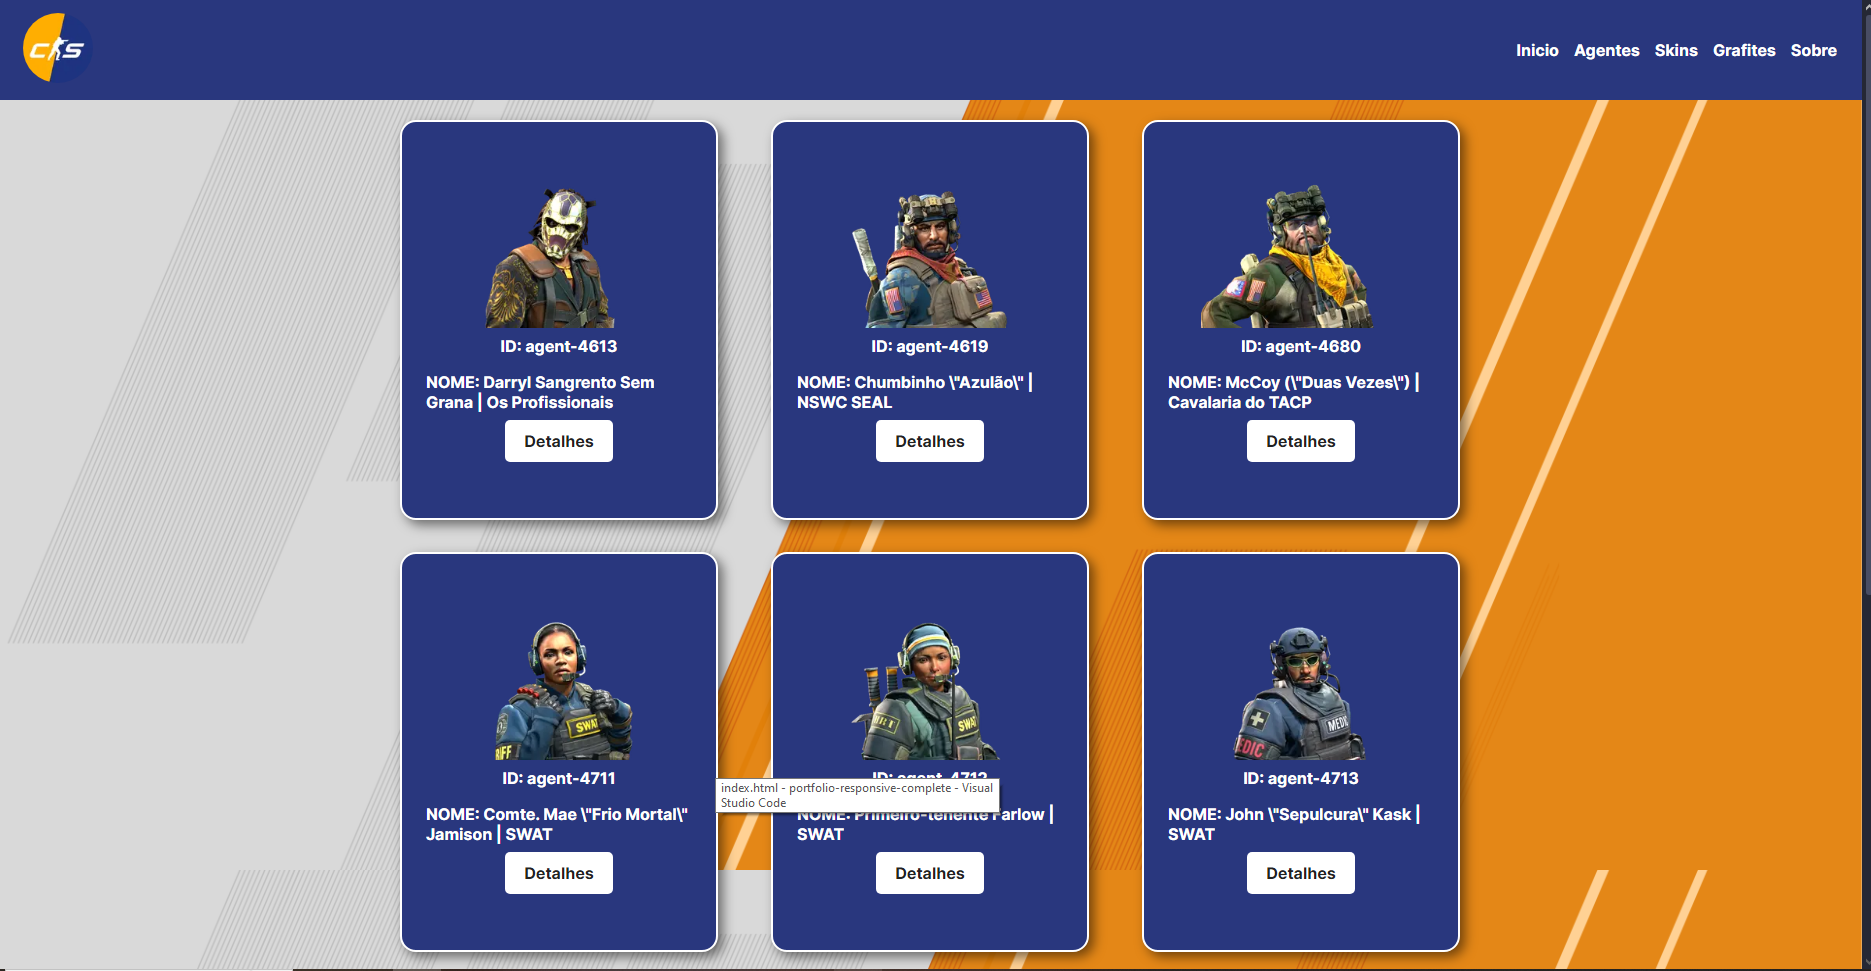 CS
Inicio Agentes Skins Grafites Sobre
ID: agent-4613
NOME: Darryl Sangrento Sem
Grana | Os Profissionais
Detalhes
ID: agent-4619
NOME: Chumbinho \"Azulão\" |
NSWC SEAL
Detalhes
ID: agent-4680
NOME: McCoy (\"Duas Vezes\") |
Cavalaria do TACP
Detalhes
SWAT
ID: agent-4711
NOME: Comte. Mae \"Frio Mortal\"
Jamison | SWAT
Detalhes
SWAT
ID: agent-4712
index.html - portfolio-responsive-complete - Visual
Studio Code
NOME: Primeiro-tenente Farlow |
SWAT
Detalhes
MEDIC
EDIC
ID: agent-4713
NOME: John \"Sepulcura\" Kask |
SWAT
Detalhes